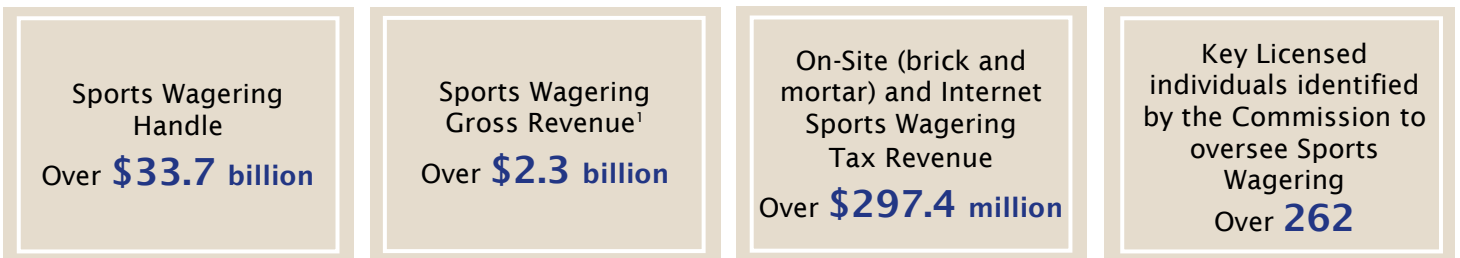 Sports Wagering
Handle
Over $33.7 billion
Sports Wagering
Gross Revenue¹
Over $2.3 billion
On-Site (brick and
mortar) and Internet
Sports Wagering
Tax Revenue
Over $297.4 million
Key Licensed
individuals identified
by the Commission to
oversee Sports
Wagering
Over 262